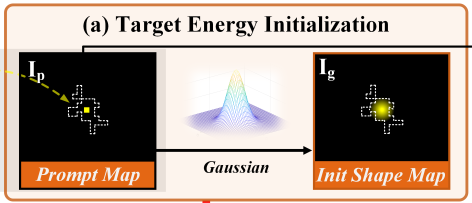 (a) Target Energy Initialization
Ip
Ig
Gaussian
Prompt Map
Init Shape Map